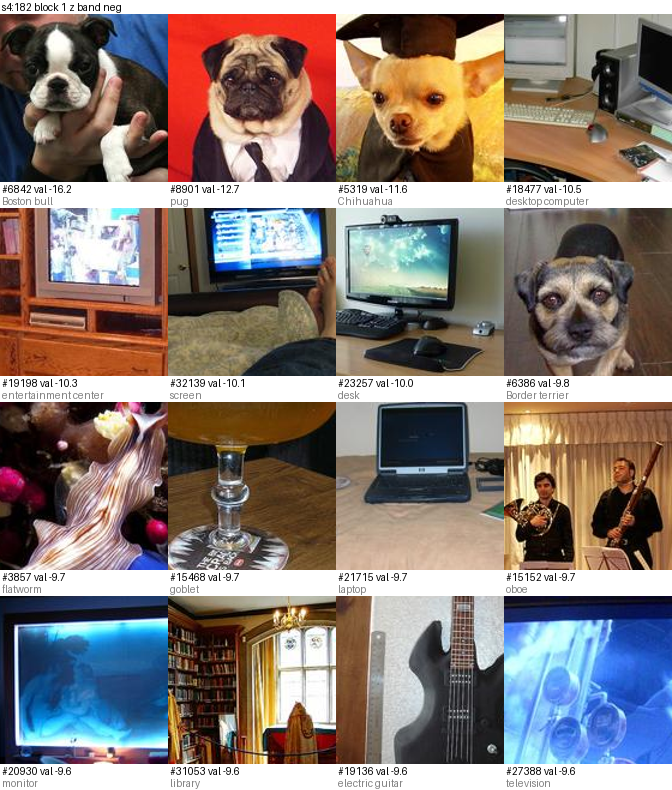 s4:182 block 1 z band neg
#6842 val -16.2
Boston bull
#8901 val -12.7
pug
#5319 val -11.6
Chihuahua
#18477 val -10.5
desktop computer
#19198 val -10.3
entertainment center
#32139 val -10.1
screen
#23257 val -10.0
desk
#6386 val -9.8
Border terrier
#3857 val -9.7
flatworm
#15468 val -9.7
goblet
#21715 val -9.7
laptop
#15152 val -9.7
oboe
#20930 val -9.6
monitor
#31053 val -9.6
library
#19136 val -9.6
electric guitar
#27388 val -9.6
television